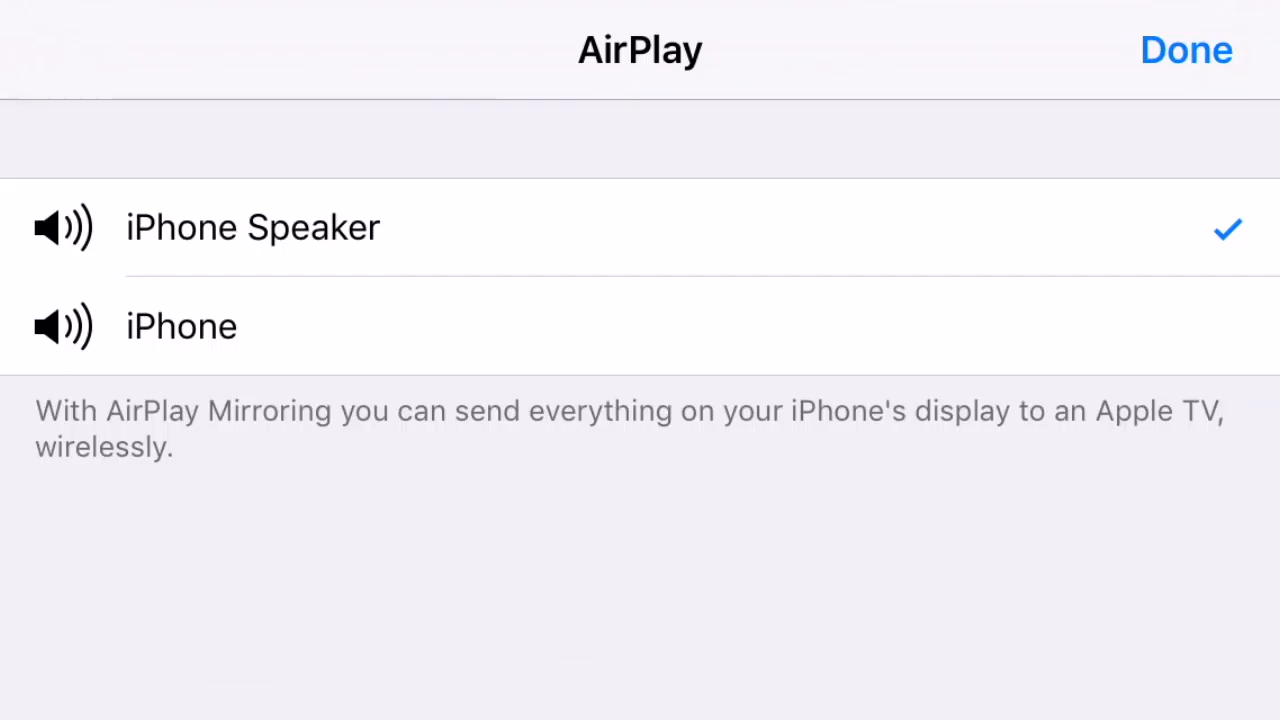 AirPlay
Done
iPhone Speaker
iPhone
With AirPlay Mirroring you can send everything on your iPhone's display to an Apple TV,
wirelessly.